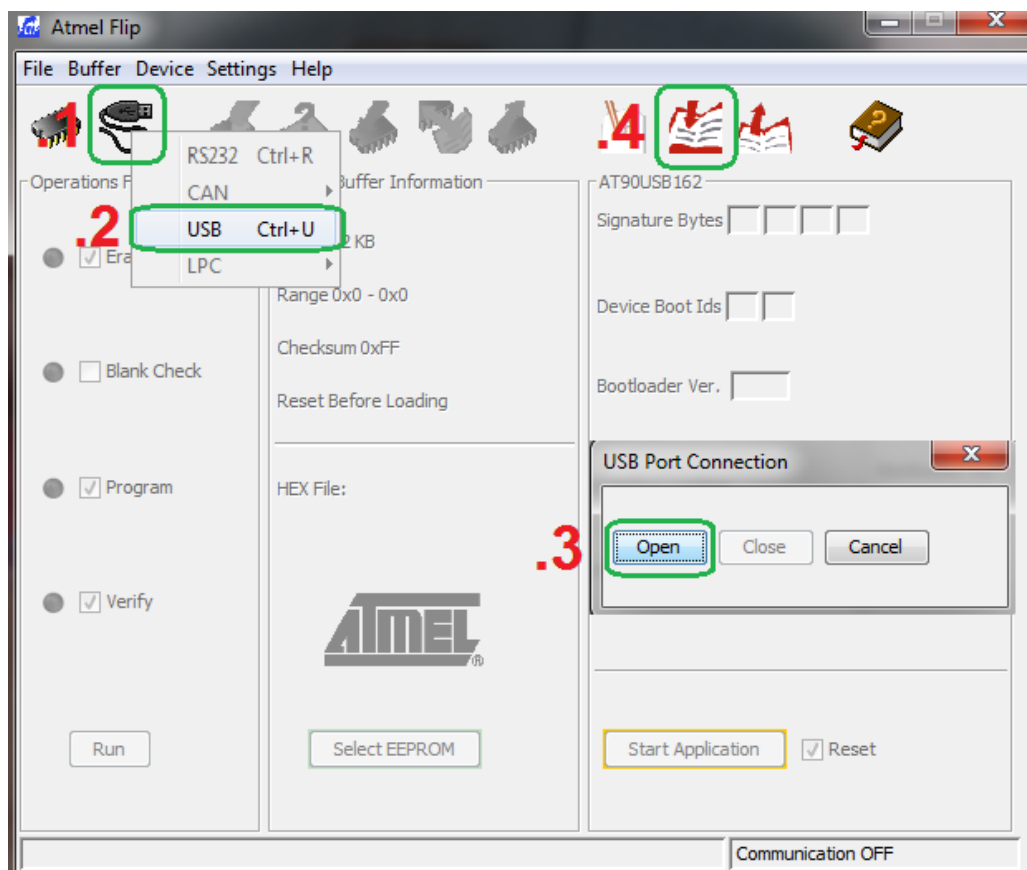 Atmel Flip
File Buffer Device Settings Help
.1
.4
RS232 Ctrl+R
CAN
USB Ctrl+U
LPC
.2
Operations F
Buffer Information
AT90USB162
Era
2 KB
Signature Bytes
Range 0x0 - 0x0
Device Boot Ids
Blank Check
Checksum 0xFF
Bootloader Ver.
Reset Before Loading
USB Port Connection
Program
HEX File:
.3
Open Close Cancel
Verify
ATMEL
®
Run
Select EEPROM
Start Application
Reset
Communication OFF